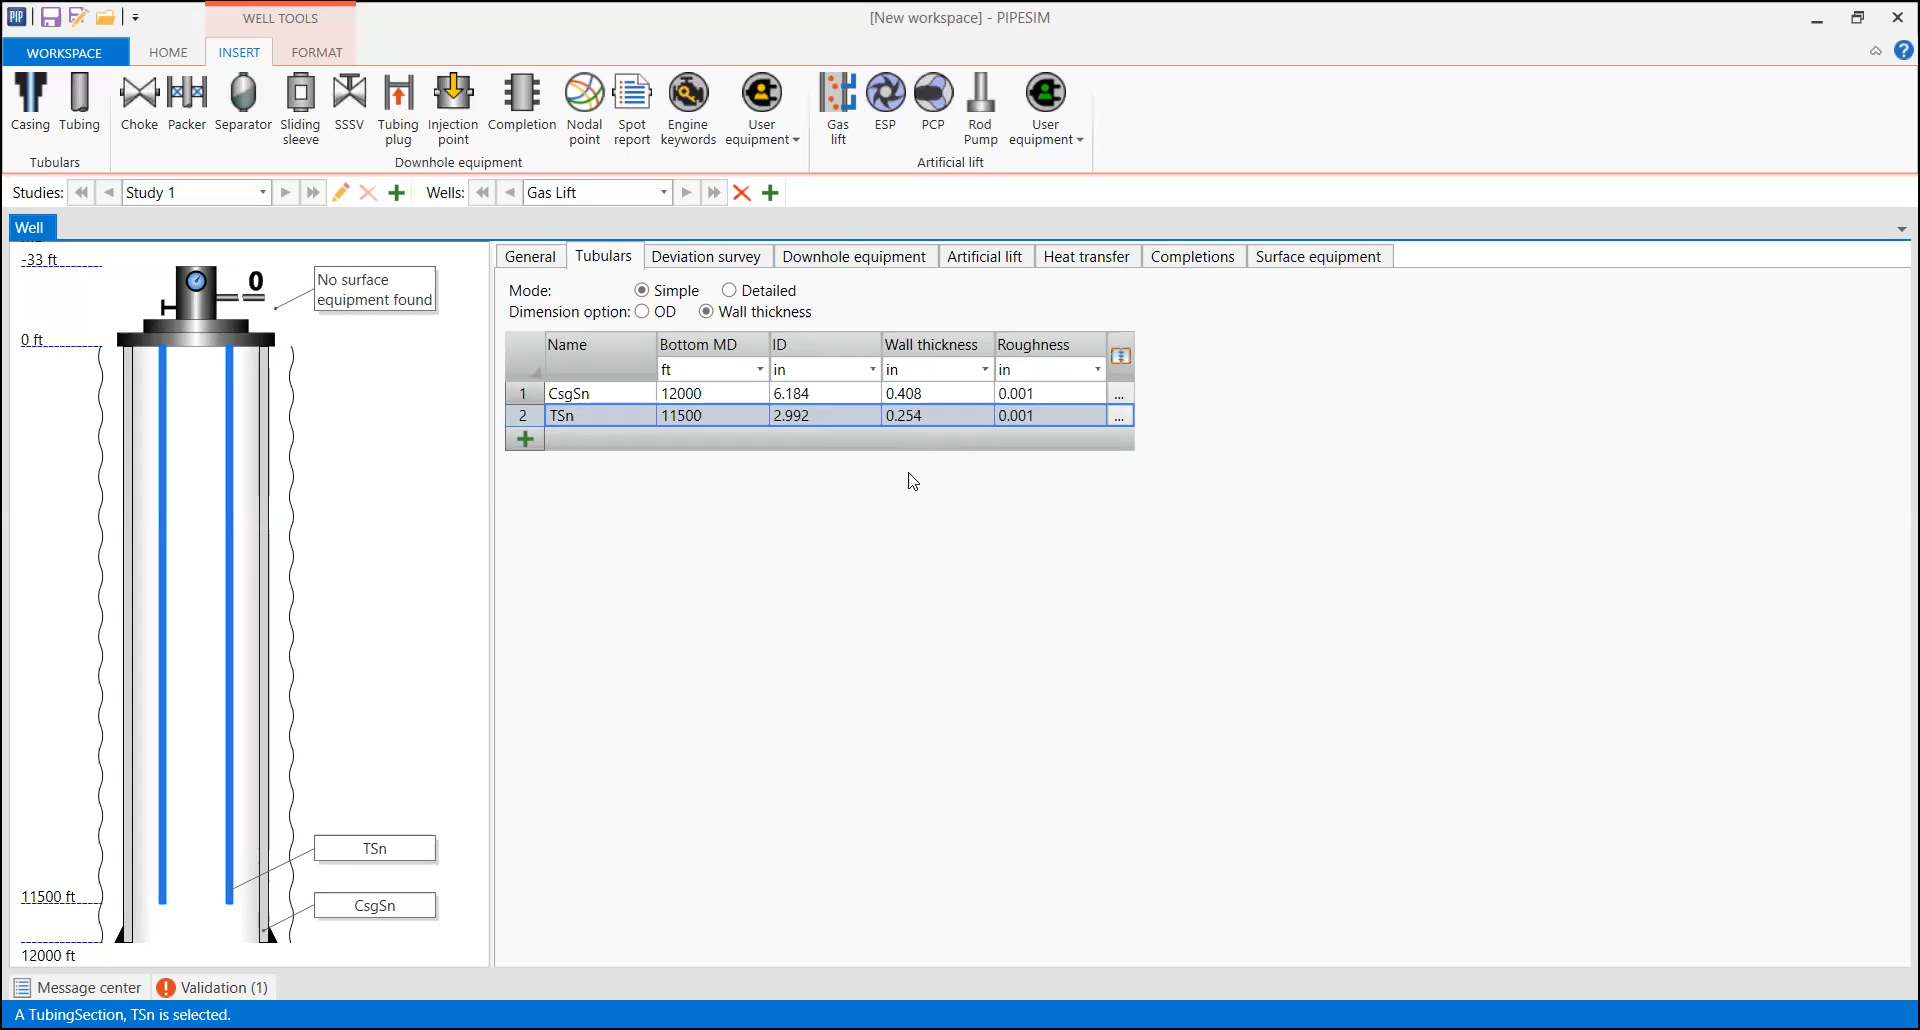 PIP
WELL TOOLS
[New workspace] - PIPESIM
WORKSPACE HOME INSERT FORMAT
Casing Tubing Choke Packer Separator Sliding sleeve SSSV Tubing plug Injection point Completion Nodal point Spot report Engine keywords User equipment Gas lift ESP PCP Rod Pump User equipment
Tubulars Downhole equipment Artificial lift
Studies: Study 1 Wells: Gas Lift
Well
General Tubulars Deviation survey Downhole equipment Artificial lift Heat transfer Completions Surface equipment
-33 ft
0
No surface
equipment found
0 ft
TSn
11500 ft
CsgSn
12000 ft
Mode: Simple Detailed
Dimension option: OD Wall thickness
Name Bottom MD ID Wall thickness Roughness
ft in in in
1 CsgSn 12000 6.184 0.408 0.001 ...
2 TSn 11500 2.992 0.254 0.001 ...
Message center Validation (1)
A TubingSection, TSn is selected.